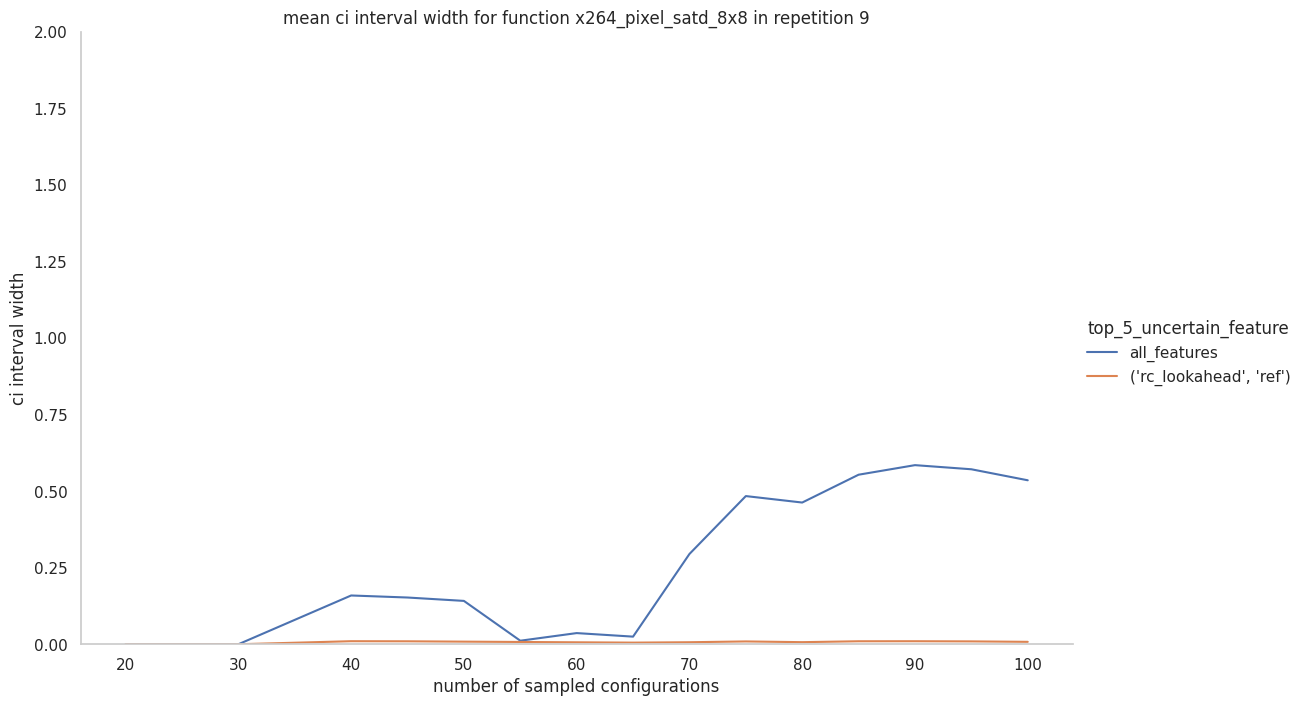 mean ci interval width for function x264_pixel_satd_8x8 in repetition 9
2.00
1.75
1.50
1.25
1.00
0.75
0.50
0.25
0.00
ci interval width
20 30 40 50 60 70 80 90 100
number of sampled configurations
top_5_uncertain_feature
all_features
('rc_lookahead', 'ref')